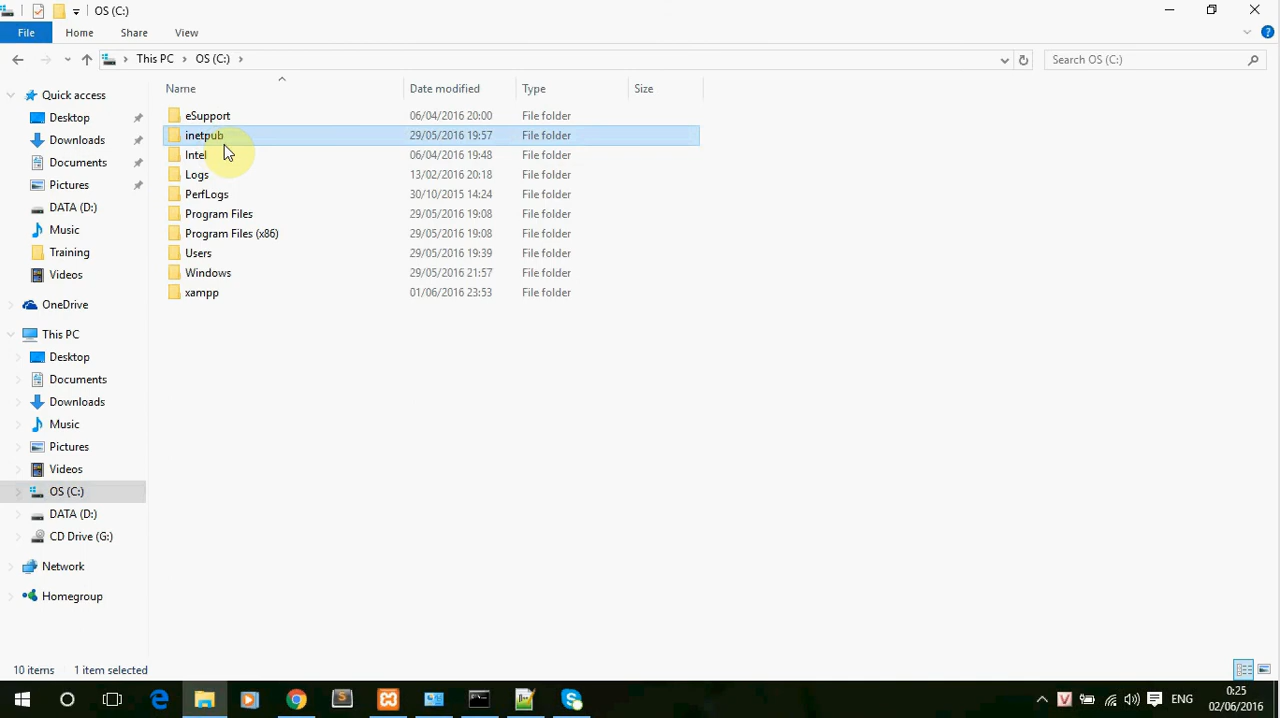 OS (C:)
File Home Share View
This PC OS (C:) Search OS (C:)
Name Date modified Type Size
Quick access
Desktop
Downloads
Documents
Pictures
DATA (D:)
Music
Training
Videos
OneDrive
This PC
Desktop
Documents
Downloads
Music
Pictures
Videos
OS (C:)
DATA (D:)
CD Drive (G:)
Network
Homegroup
eSupport 06/04/2016 20:00 File folder
inetpub 29/05/2016 19:57 File folder
Intel 06/04/2016 19:48 File folder
Logs 13/02/2016 20:18 File folder
PerfLogs 30/10/2015 14:24 File folder
Program Files 29/05/2016 19:08 File folder
Program Files (x86) 29/05/2016 19:08 File folder
Users 29/05/2016 19:39 File folder
Windows 29/05/2016 21:57 File folder
xampp 01/06/2016 23:53 File folder
10 items 1 item selected
ENG
0:25
02/06/2016